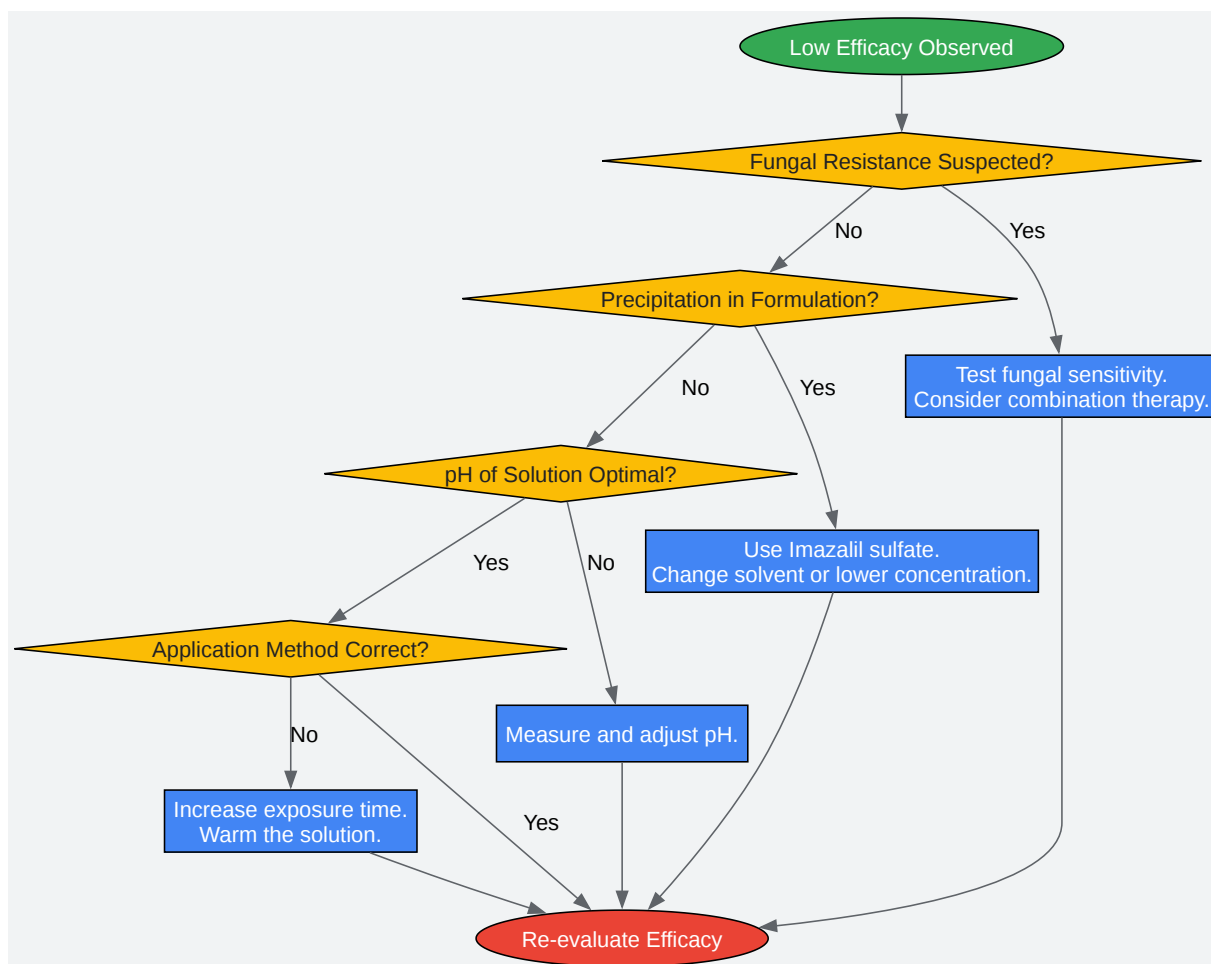 Low Efficacy Observed
Fungal Resistance Suspected?
No
Yes
Precipitation in Formulation?
Test fungal sensitivity.
Consider combination therapy.
No
Yes
pH of Solution Optimal?
Use Imazalil sulfate.
Change solvent or lower concentration.
Yes
No
Application Method Correct?
Measure and adjust pH.
No
Increase exposure time.
Warm the solution.
Yes
Re-evaluate Efficacy